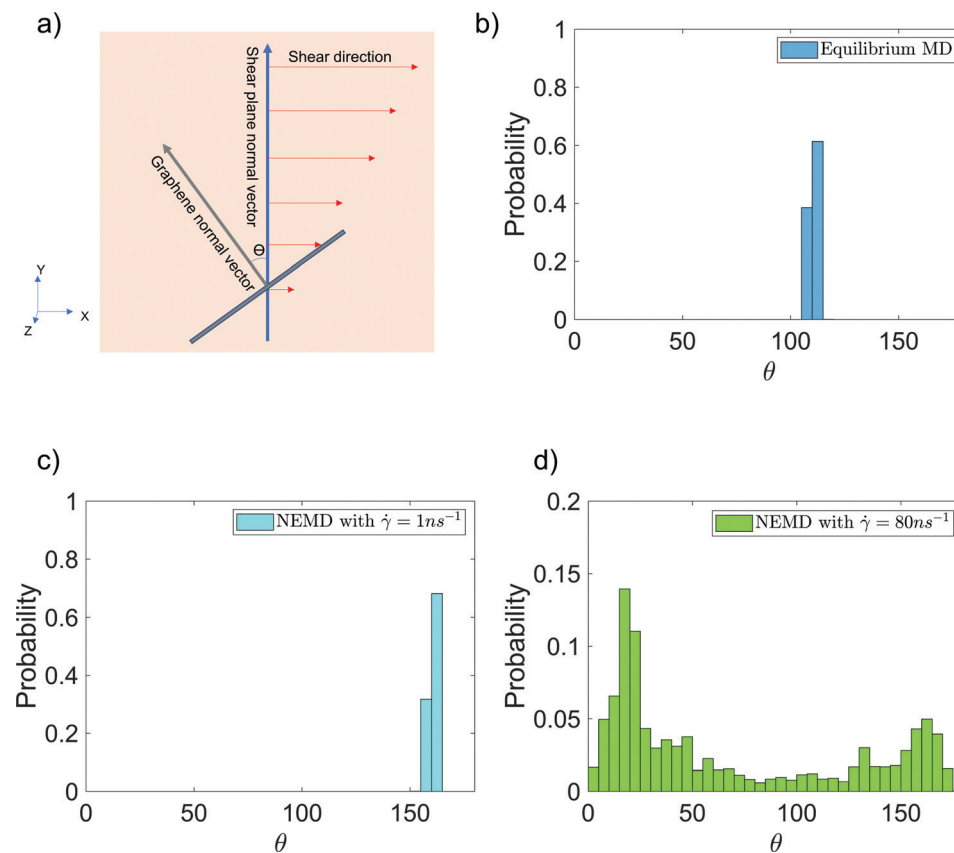 a)
Shear direction
Shear plane normal vector
Graphene normal vector
Θ
Y
X
Z
b)
Equilibrium MD
Probability
1
0.8
0.6
0.4
0.2
0
0 50 100 150
θ
c)
NEMD with γ̇ = 1ns⁻¹
Probability
1
0.8
0.6
0.4
0.2
0
0 50 100 150
θ
d)
NEMD with γ̇ = 80ns⁻¹
Probability
0.2
0.15
0.1
0.05
0
0 50 100 150
θ